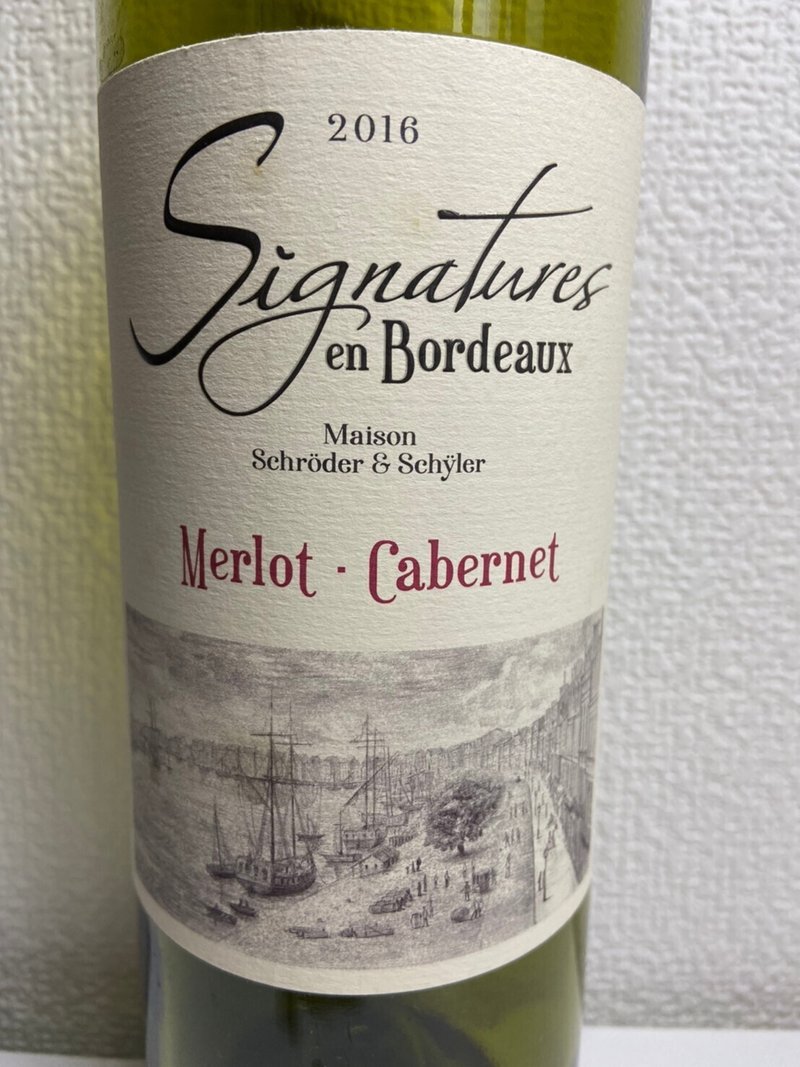 2016
Signatures
en Bordeaux
Maison
Schröder & Schÿler
Merlot · Cabernet